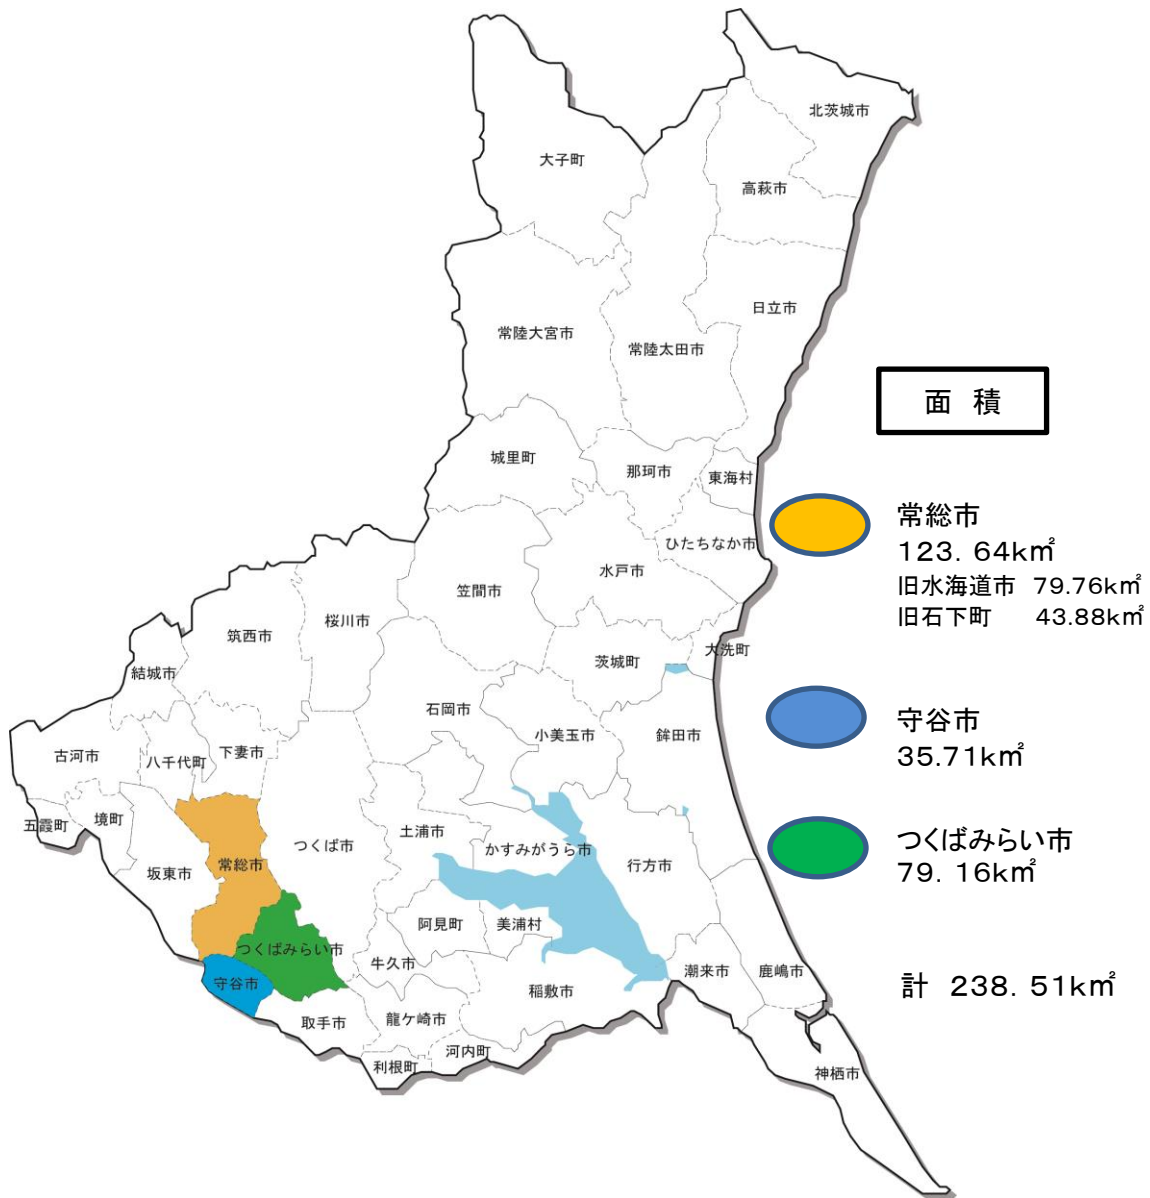 北茨城市
大子町
高萩市
日立市
常陸大宮市
常陸太田市
城里町
那珂市
東海村
ひたちなか市
水戸市
笠間市
桜川市
筑西市
茨城町
大洗町
結城市
石岡市
小美玉市
鉾田市
古河市
八千代町
下妻市
五霞町
境町
つくば市
土浦市
かすみがうら市
行方市
坂東市
常総市
阿見町
美浦村
つくばみらい市
牛久市
守谷市
稲敷市
潮来市
鹿嶋市
取手市
龍ケ崎市
河内町
利根町
神栖市
面 積
常総市
123. 64k㎡
旧水海道市 79.76k㎡
旧石下町 43.88k㎡
守谷市
35.71k㎡
つくばみらい市
79. 16k㎡
計 238. 51k㎡